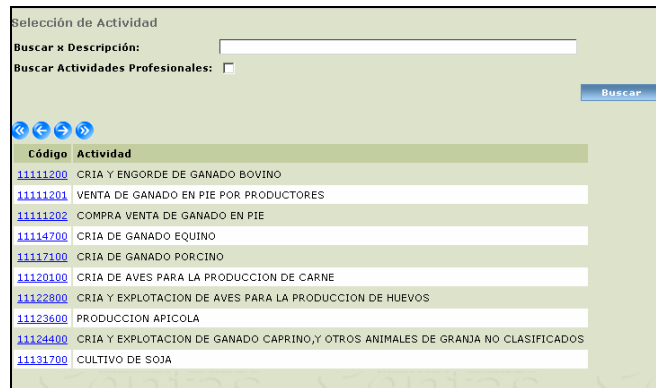 Selección de Actividad
Buscar x Descripción:
Buscar Actividades Profesionales:
Buscar
Código Actividad
11111200 CRIA Y ENGORDE DE GANADO BOVINO
11111201 VENTA DE GANADO EN PIE POR PRODUCTORES
11111202 COMPRA VENTA DE GANADO EN PIE
11114700 CRIA DE GANADO EQUINO
11117100 CRIA DE GANADO PORCINO
11120100 CRIA DE AVES PARA LA PRODUCCION DE CARNE
11122800 CRIA Y EXPLOTACION DE AVES PARA LA PRODUCCION DE HUEVOS
11123600 PRODUCCION APICOLA
11124400 CRIA Y EXPLOTACION DE GANADO CAPRINO,Y OTROS ANIMALES DE GRANJA NO CLASIFICADOS
11131700 CULTIVO DE SOJA